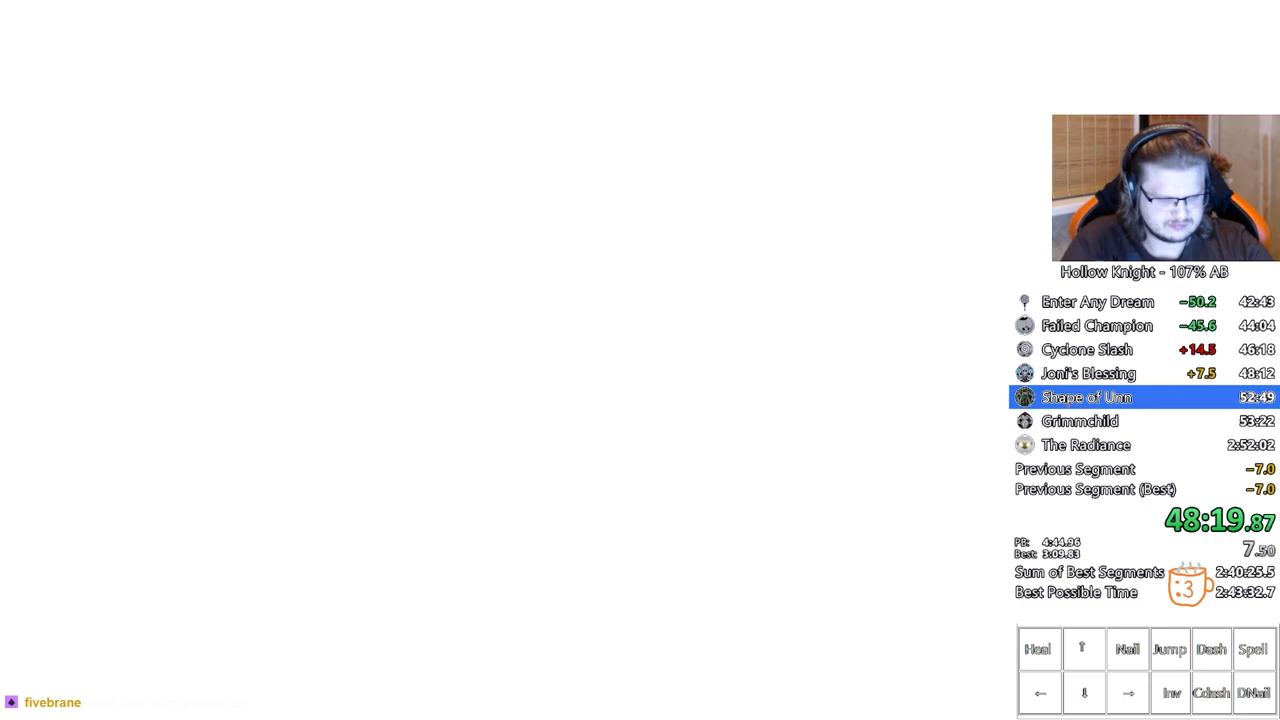 Hollow Knight - 107% AB
Enter Any Dream -50.2 42:43
Failed Champion -45.6 44:04
Cyclone Slash +14.5 46:18
Joni's Blessing +7.5 48:12
Shape of Unn 52:49
Grimmchild 53:22
The Radiance 2:52:02
Previous Segment -7.0
Previous Segment (Best) -7.0
48:19.87
PB: 4:44.96
Best: 3:09.83
7.50
Sum of Best Segments 2:40:25.5
Best Possible Time 2:43:32.7
:3
Heal ↑ Nail Jump Dash Spell
← ↓ → Inv Cdash DNail
fivebrane